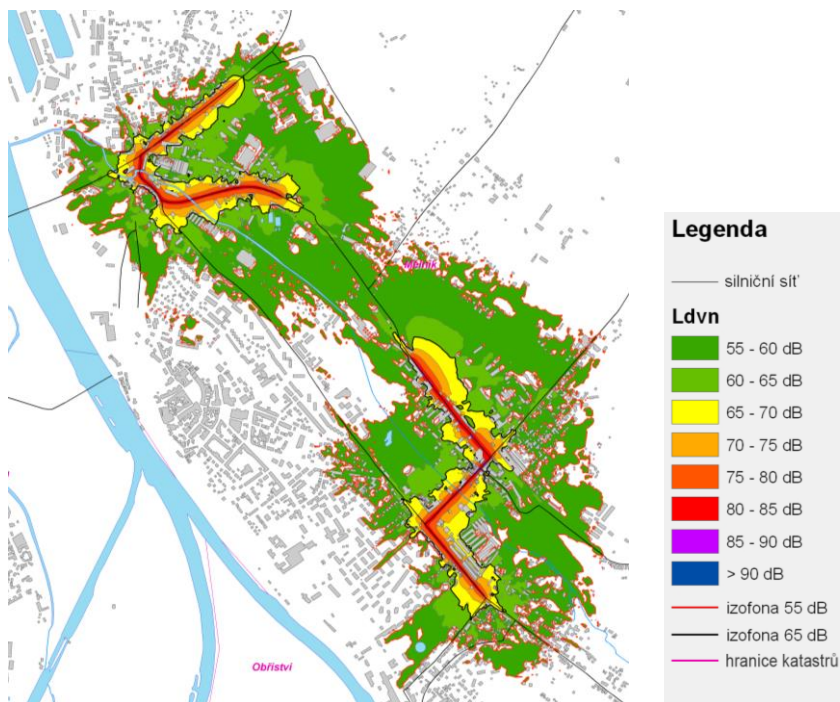 Mělník
Obříství
Legenda
silniční síť
Ldvn
55 - 60 dB
60 - 65 dB
65 - 70 dB
70 - 75 dB
75 - 80 dB
80 - 85 dB
85 - 90 dB
> 90 dB
izofona 55 dB
izofona 65 dB
hranice katastrů